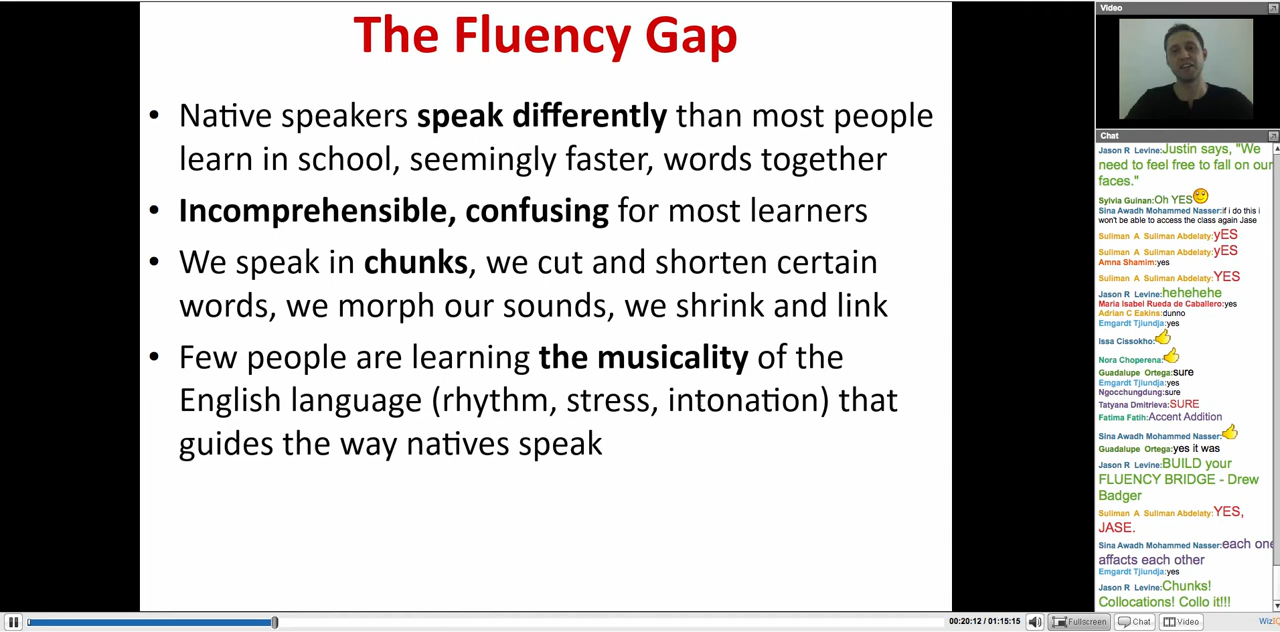 The Fluency Gap
• Native speakers speak differently than most people
learn in school, seemingly faster, words together
• Incomprehensible, confusing for most learners
• We speak in chunks, we cut and shorten certain
words, we morph our sounds, we shrink and link
• Few people are learning the musicality of the
English language (rhythm, stress, intonation) that
guides the way natives speak
Video
Chat
Jason R Levine:Justin says, "We
need to feel free to fall on our
faces."
Sylvia Guinan:Oh YES
Sina Awadh Mohammed Nasser:if i do this i
won't be able to access the class again Jase
Suliman A Suliman Abdelaty:yES
Suliman A Suliman Abdelaty:yES
Amna Shamim:yes
Suliman A Suliman Abdelaty:YES
Jason R Levine:hehehehe
Maria Isabel Rueda de Caballero:yes
Adrian C Eakins:dunno
Emgardt Tjiundja:yes
Issa Cissokho:
Nora Choperena:
Guadalupe Ortega:sure
Emgardt Tjiundja:yes
Ngocchungdung:sure
Tatyana Dmitrieva:SURE
Fatima Fatih:Accent Addition
Sina Awadh Mohammed Nasser:
Guadalupe Ortega:yes it was
Jason R Levine:BUILD your
FLUENCY BRIDGE - Drew
Badger
Suliman A Suliman Abdelaty:YES,
JASE.
Sina Awadh Mohammed Nasser:each one
affacts each other
Emgardt Tjiundja:yes
Jason R Levine:Chunks!
Collocations! Collo it!!!
00:20:12 / 01:15:15
Fullscreen
Chat
Video
WizIQ